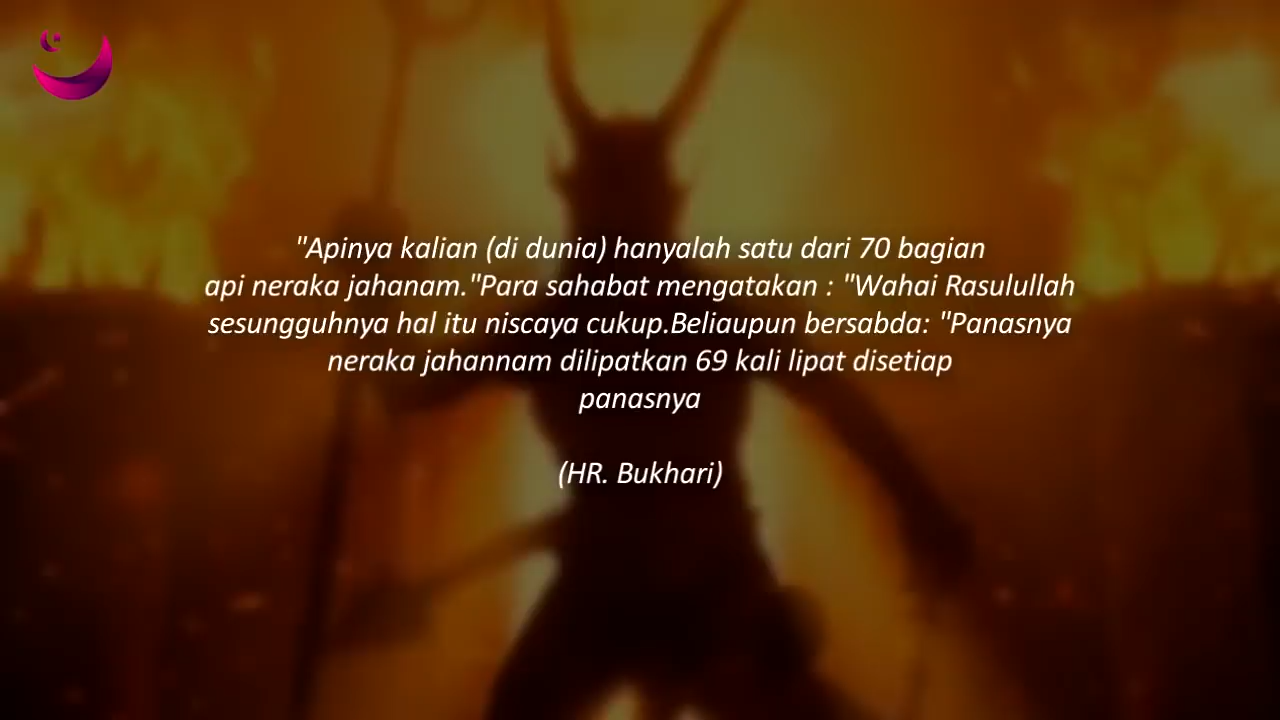 "Apinya kalian (di dunia) hanyalah satu dari 70 bagian
api neraka jahanam."Para sahabat mengatakan : "Wahai Rasulullah
sesungguhnya hal itu niscaya cukup.Beliaupun bersabda: "Panasnya
neraka jahannam dilipatkan 69 kali lipat disetiap
panasnya
(HR. Bukhari)